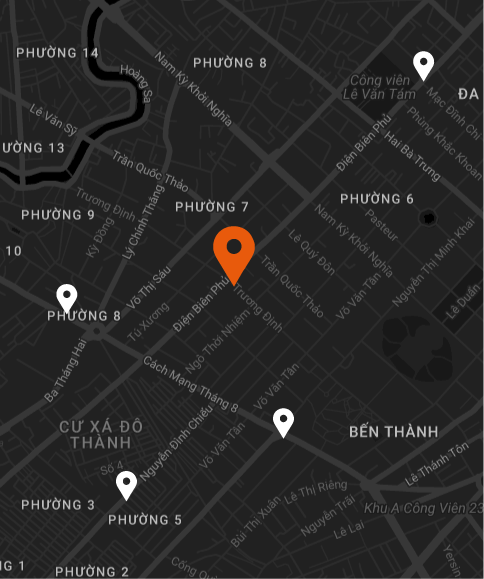 PHƯỜNG 14
PHƯỜNG 8
Nam Kỳ Khởi Nghĩa
Hoàng Sa
Công viên
Lê Văn Tám
ĐA
Mạc Đĩnh Chi
Phùng Khắc Khoan
Lê Văn Sỹ
Điện Biên Phủ
Hai Bà Trưng
ƯỜNG 13
Trần Quốc Thảo
Trương Định
Lý Chính Thắng
PHƯỜNG 7
PHƯỜNG 6
PHƯỜNG 9
Kỳ Đồng
Nam Kỳ Khởi Nghĩa
Pasteur
Lê Quý Đôn
Nguyễn Thị Minh Khai
10
Võ Thị Sáu
Trần Quốc Thảo
Võ Văn Tần
Lê Duẩn
Điện Biên Phủ
Trương Định
PHƯỜNG 8
Tú Xương
Ngô Thời Nhiệm
Ba Tháng Hai
Cách Mạng Tháng 8
Võ Văn Tần
CƯ XÁ ĐÔ
THÀNH
Nguyễn Đình Chiểu
Võ Văn Tần
BẾN THÀNH
Số 4
Lê Thánh Tôn
PHƯỜNG 3
PHƯỜNG 5
Bùi Thị Xuân
Lê Thị Riêng
Nguyễn Trãi
Lê Lai
Khu A Công Viên 23
Yersin
G 1
PHƯỜNG 2
Cống Qu